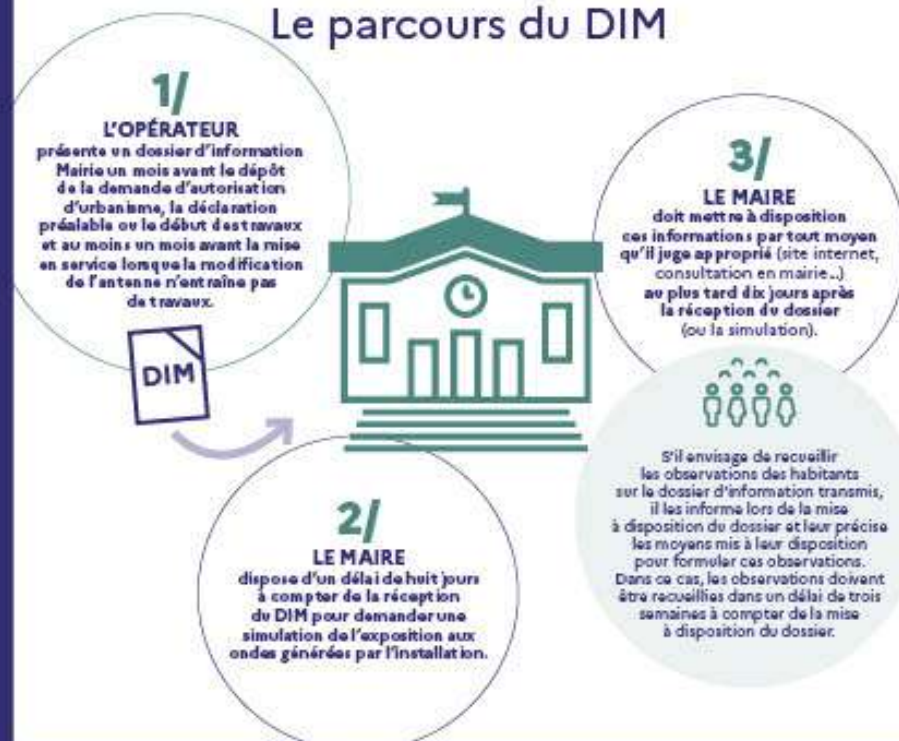 Le parcours du DIM
1/
L'OPÉRATEUR
présente un dossier d'information
Mairie un mois avant le dépôt
de la demande d'autorisation
d'urbanisme, la déclaration
préalable ou le début des travaux
et au moins un mois avant la mise
en service lorsque la modification
de l'antenne n'entraîne pas
de travaux.
DIM
2/
LE MAIRE
dispose d'un délai de huit jours
à compter de la réception
du DIM pour demander une
simulation de l'exposition aux
ondes générées par l'installation.
3/
LE MAIRE
doit mettre à disposition
ces informations par tout moyen
qu'il juge approprié (site internet,
consultation en mairie...)
au plus tard dix jours après
la réception du dossier
(ou la simulation).
S'il envisage de recueillir
les observations des habitants
sur le dossier d'information transmis,
il les informe lors de la mise
à disposition du dossier et leur précise
les moyens mis à leur disposition
pour formuler ces observations.
Dans ce cas, les observations doivent
être recueillies dans un délai de trois
semaines à compter de la mise
à disposition du dossier.